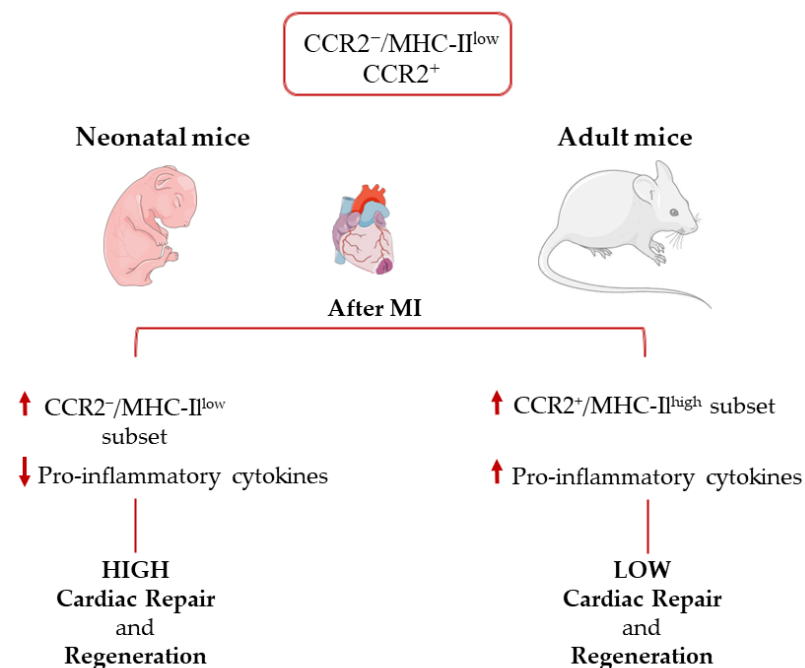 CCR2⁻/MHC-IIˡᵒʷ
CCR2⁺
Neonatal mice
Adult mice
After MI
CCR2⁻/MHC-IIˡᵒʷ
subset
Pro-inflammatory cytokines
HIGH
Cardiac Repair
and
Regeneration
CCR2⁺/MHC-IIʰⁱᵍʰ subset
Pro-inflammatory cytokines
LOW
Cardiac Repair
and
Regeneration